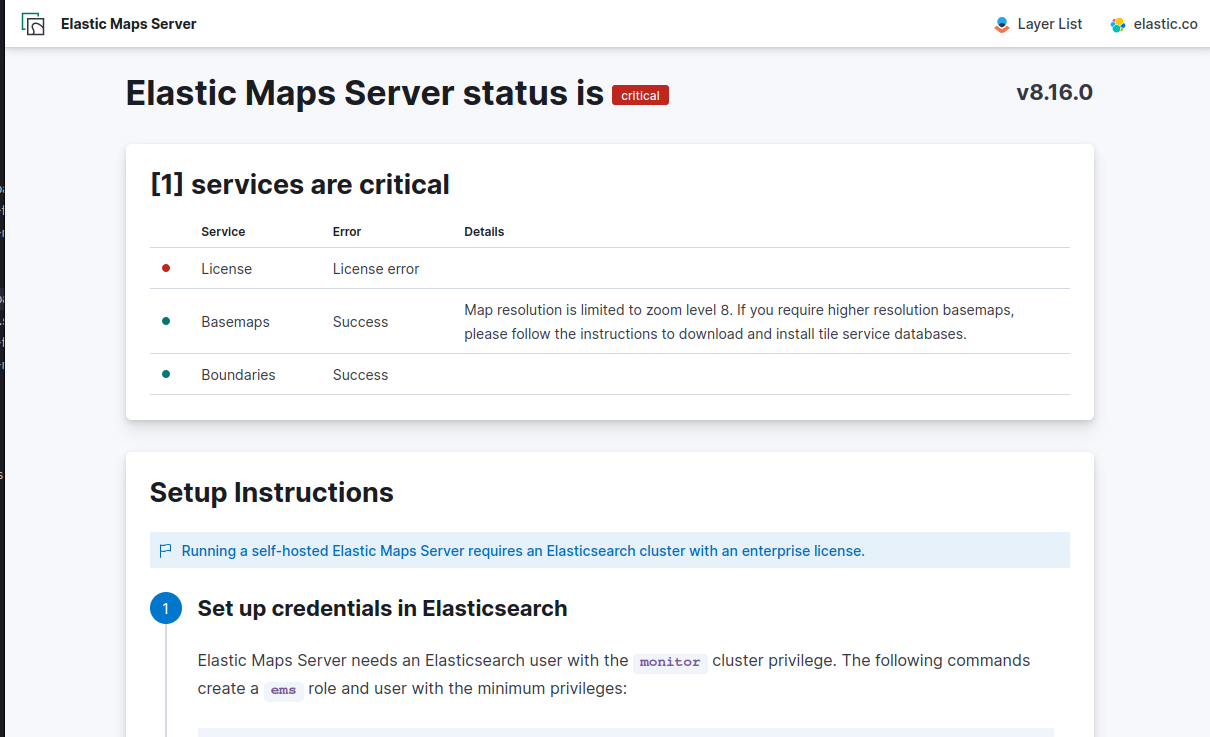 Elastic Maps Server
Layer List
elastic.co
Elastic Maps Server status is critical
v8.16.0
[1] services are critical
Service Error Details
License License error
Basemaps Success Map resolution is limited to zoom level 8. If you require higher resolution basemaps,
please follow the instructions to download and install tile service databases.
Boundaries Success
Setup Instructions
Running a self-hosted Elastic Maps Server requires an Elasticsearch cluster with an enterprise license.
1 Set up credentials in Elasticsearch
Elastic Maps Server needs an Elasticsearch user with the monitor cluster privilege. The following commands
create a ems role and user with the minimum privileges: